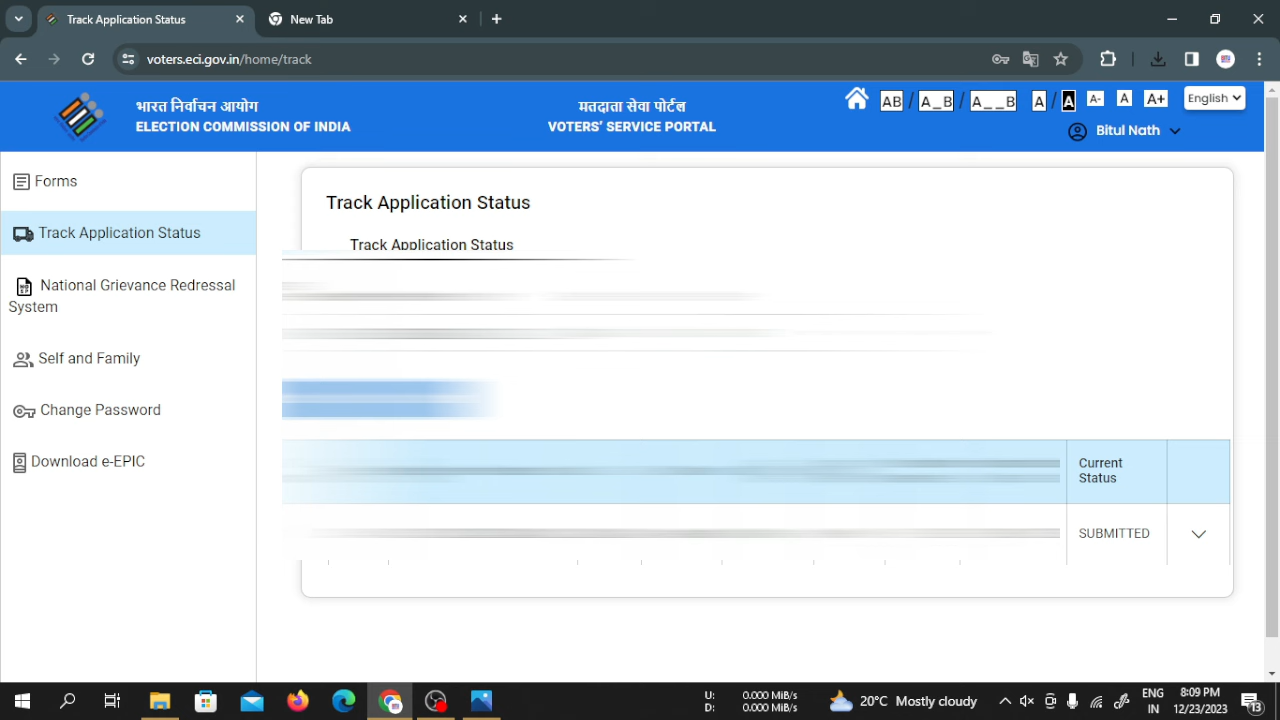 Track Application Status
New Tab
voters.eci.gov.in/home/track
भारत निर्वाचन आयोग
ELECTION COMMISSION OF INDIA
मतदाता सेवा पोर्टल
VOTERS' SERVICE PORTAL
AB / A_B / A__B A / A A- A A+ English
Bitul Nath
Forms
Track Application Status
National Grievance Redressal
System
Self and Family
Change Password
Download e-EPIC
Track Application Status
Track Application Status
Current
Status
SUBMITTED
U: 0.000 MiB/s
D: 0.000 MiB/s
20°C Mostly cloudy
ENG
IN
8:09 PM
12/23/2023
13